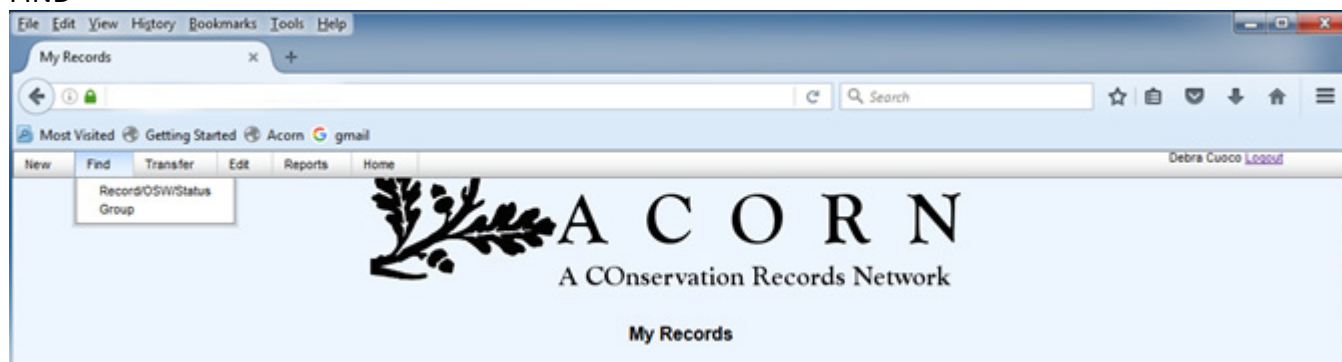 FIND
File Edit View History Bookmarks Tools Help
My Records × +
Search
Most Visited Getting Started Acorn gmail
New Find Transfer Edit Reports Home Debra Cuoco Logout
Record/OSW/Status
Group
A C O R N
A COnservation Records Network
My Records